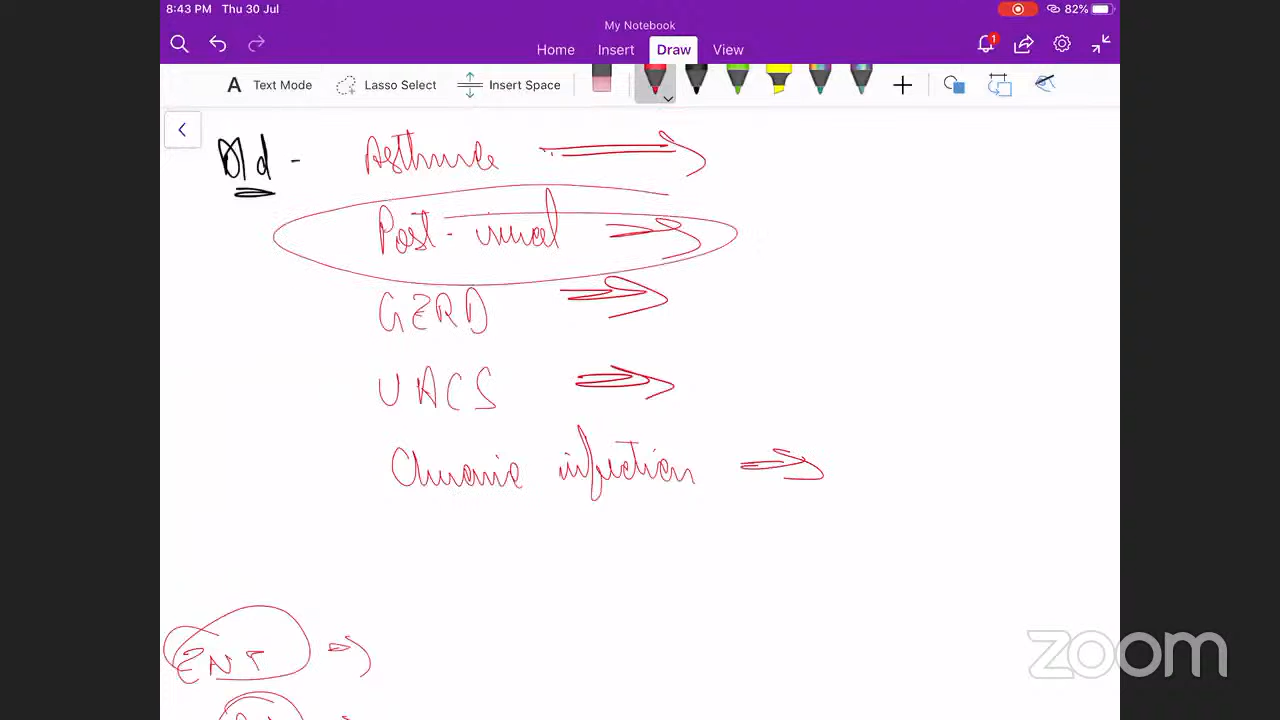 8:43 PM Thu 30 Jul 82%
My Notebook
Home Insert Draw View
1
A Text Mode Lasso Select Insert Space
Asthma
Post-viral
GERD
UACS
Chronic infection
ENT
zoom